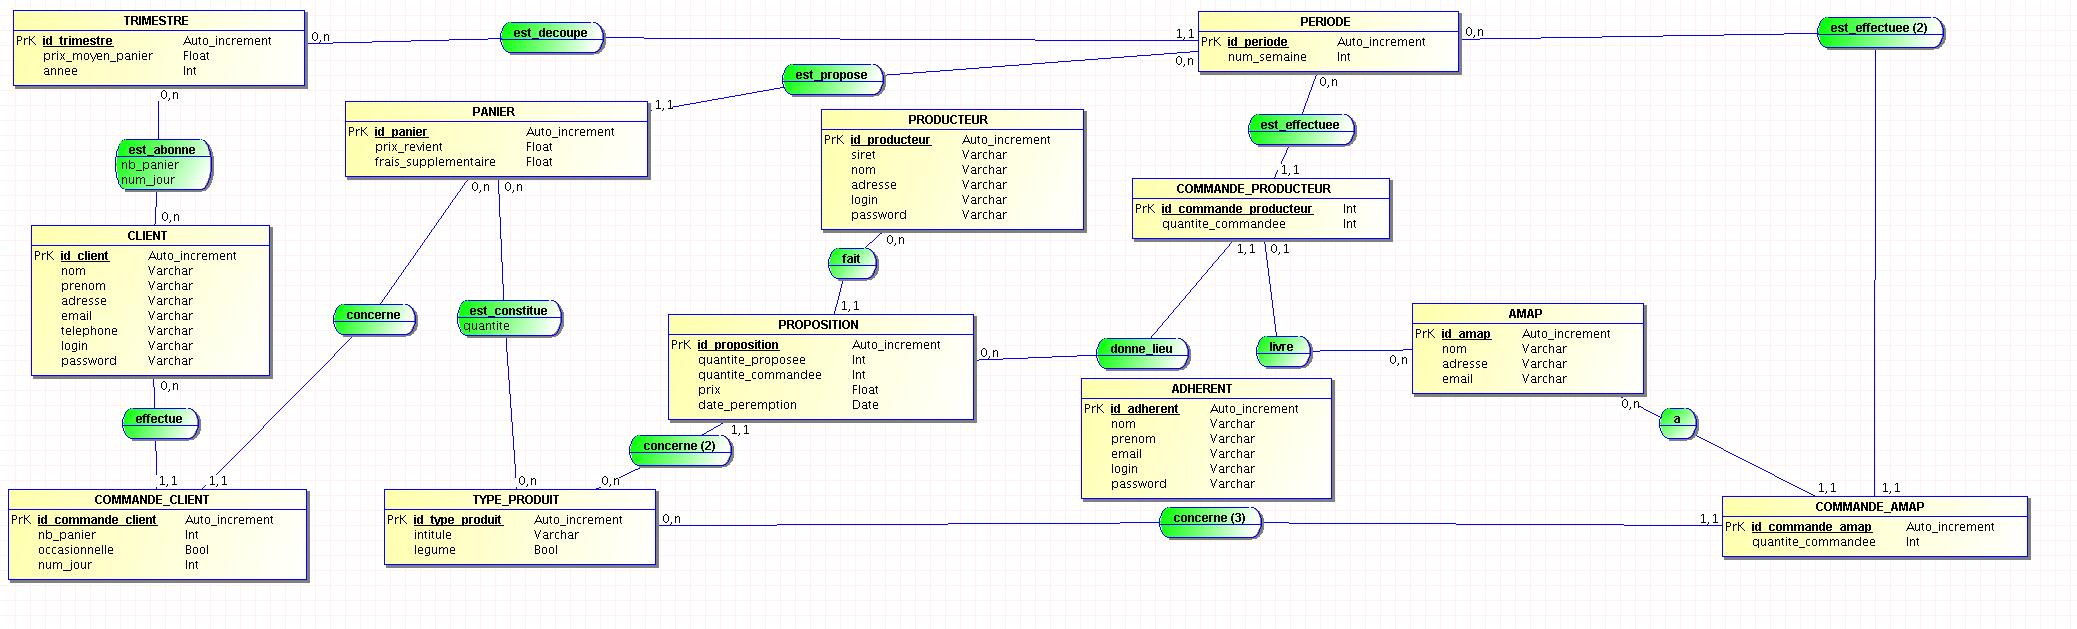 TRIMESTRE
PrK id_trimestre Auto_increment
prix_moyen_panier Float
annee Int
0,n
est_decoupe
1,1
PERIODE
PrK id_periode Auto_increment
num_semaine Int
0,n
est_effectuee (2)
0,n
est_propose
1,1
0,n
0,n
est_abonne
nb_panier
num_jour
0,n
PANIER
PrK id_panier Auto_increment
prix_revient Float
frais_supplementaire Float
0,n
0,n
PRODUCTEUR
PrK id_producteur Auto_increment
siret Varchar
nom Varchar
adresse Varchar
login Varchar
password Varchar
0,n
est_effectuee
1,1
COMMANDE_PRODUCTEUR
PrK id_commande_producteur Int
quantite_commandee Int
1,1
0,1
CLIENT
PrK id_client Auto_increment
nom Varchar
prenom Varchar
adresse Varchar
email Varchar
telephone Varchar
login Varchar
password Varchar
0,n
concerne
est_constitue
quantite
fait
1,1
PROPOSITION
PrK id_proposition Auto_increment
quantite_proposee Int
quantite_commandee Int
prix Float
date_peremption Date
0,n
donne_lieu
livre
0,n
AMAP
PrK id_amap Auto_increment
nom Varchar
adresse Varchar
email Varchar
0,n
a
1,1
1,1
ADHERENT
PrK id_adherent Auto_increment
nom Varchar
prenom Varchar
email Varchar
login Varchar
password Varchar
effectue
1,1
1,1
1,1
concerne (2)
0,n
0,n
COMMANDE_CLIENT
PrK id_commande_client Auto_increment
nb_panier Int
occasionnelle Bool
num_jour Int
TYPE_PRODUIT
PrK id_type_produit Auto_increment
intitule Varchar
legume Bool
0,n
concerne (3)
1,1
COMMANDE_AMAP
PrK id_commande_amap Auto_increment
quantite_commandee Int